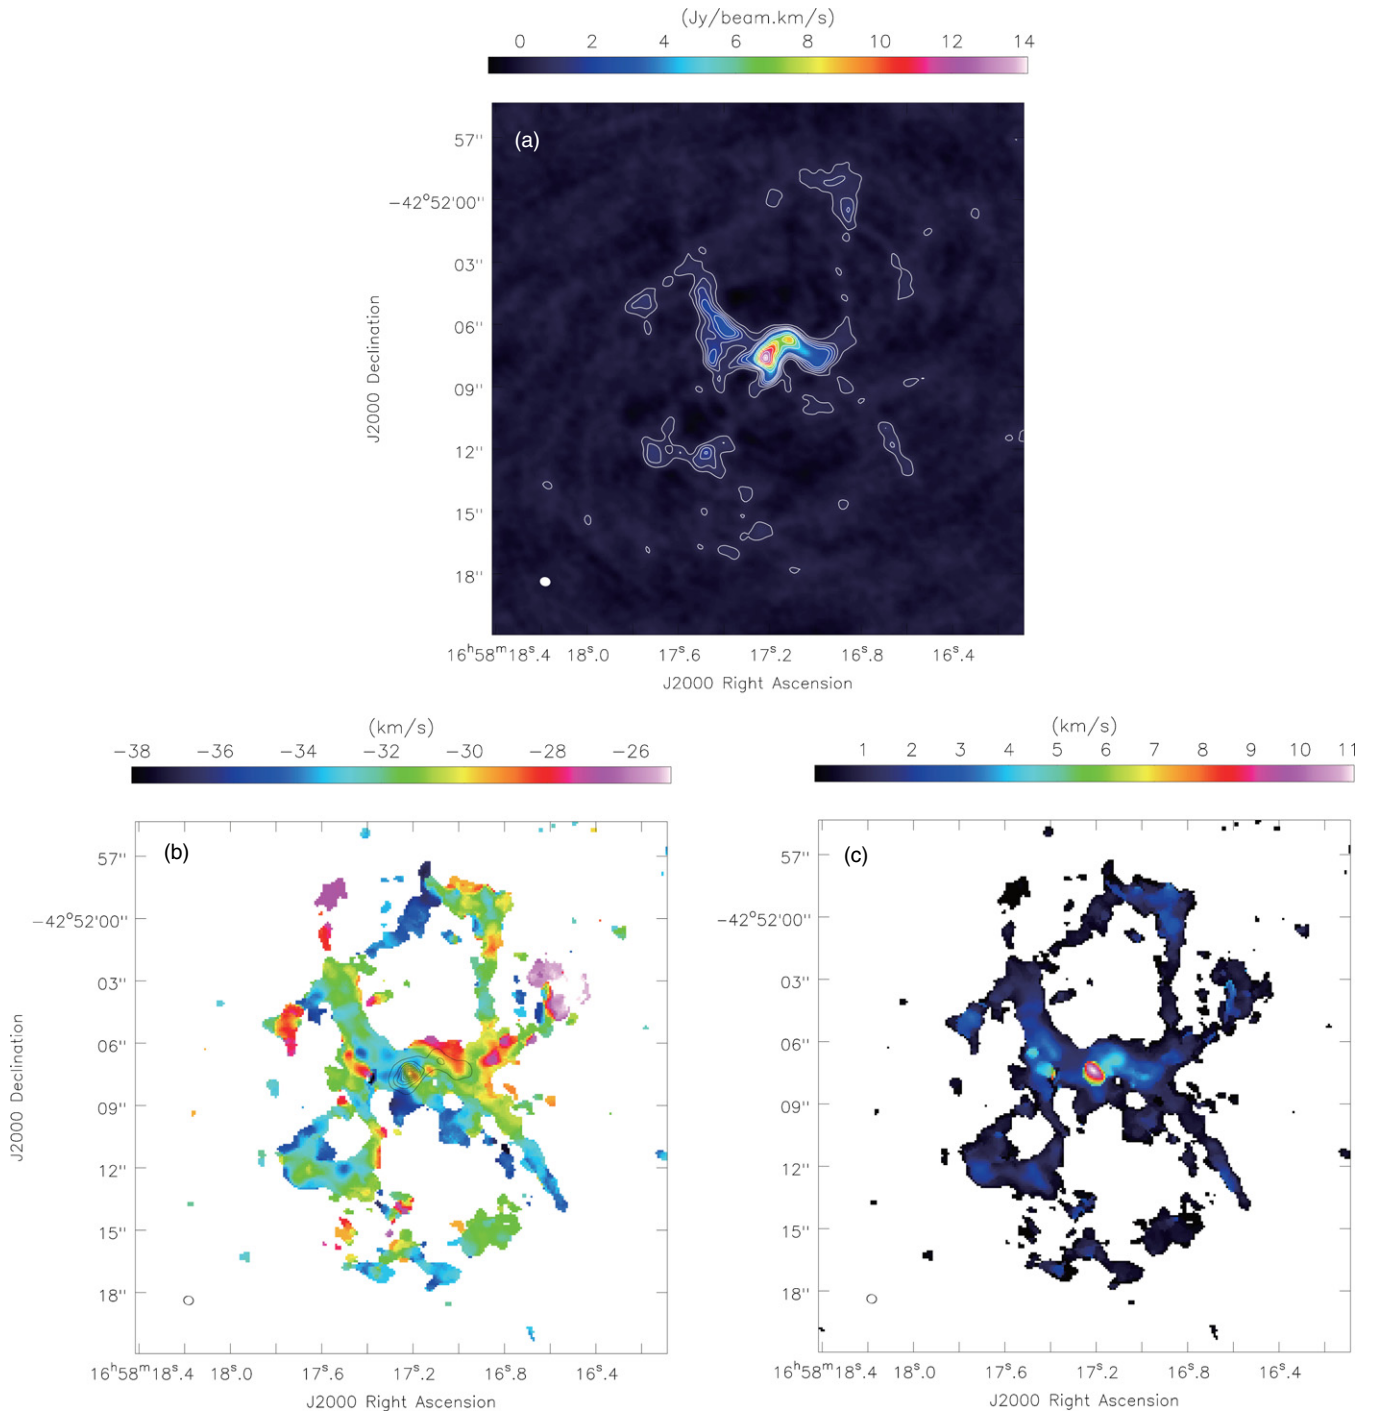 (Jy/beam.km/s)
0 2 4 6 8 10 12 14
(a)
57"
−42°52'00"
03"
06"
09"
12"
15"
18"
J2000 Declination
16ʰ58ᵐ18ˢ.4 18ˢ.0 17ˢ.6 17ˢ.2 16ˢ.8 16ˢ.4
J2000 Right Ascension
(km/s)
−38 −36 −34 −32 −30 −28 −26
(b)
57"
−42°52'00"
03"
06"
09"
12"
15"
18"
J2000 Declination
16ʰ58ᵐ18ˢ.4 18ˢ.0 17ˢ.6 17ˢ.2 16ˢ.8 16ˢ.4
J2000 Right Ascension
(km/s)
1 2 3 4 5 6 7 8 9 10 11
(c)
57"
−42°52'00"
03"
06"
09"
12"
15"
18"
16ʰ58ᵐ18ˢ.4 18ˢ.0 17ˢ.6 17ˢ.2 16ˢ.8 16ˢ.4
J2000 Right Ascension